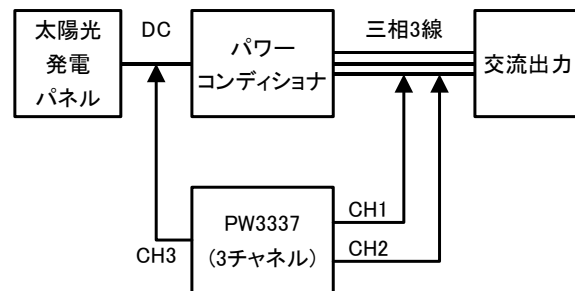 太陽光
発電
パネル
DC
パワー
コンディショナ
三相3線
交流出力
PW3337
(3チャネル)
CH1
CH2
CH3